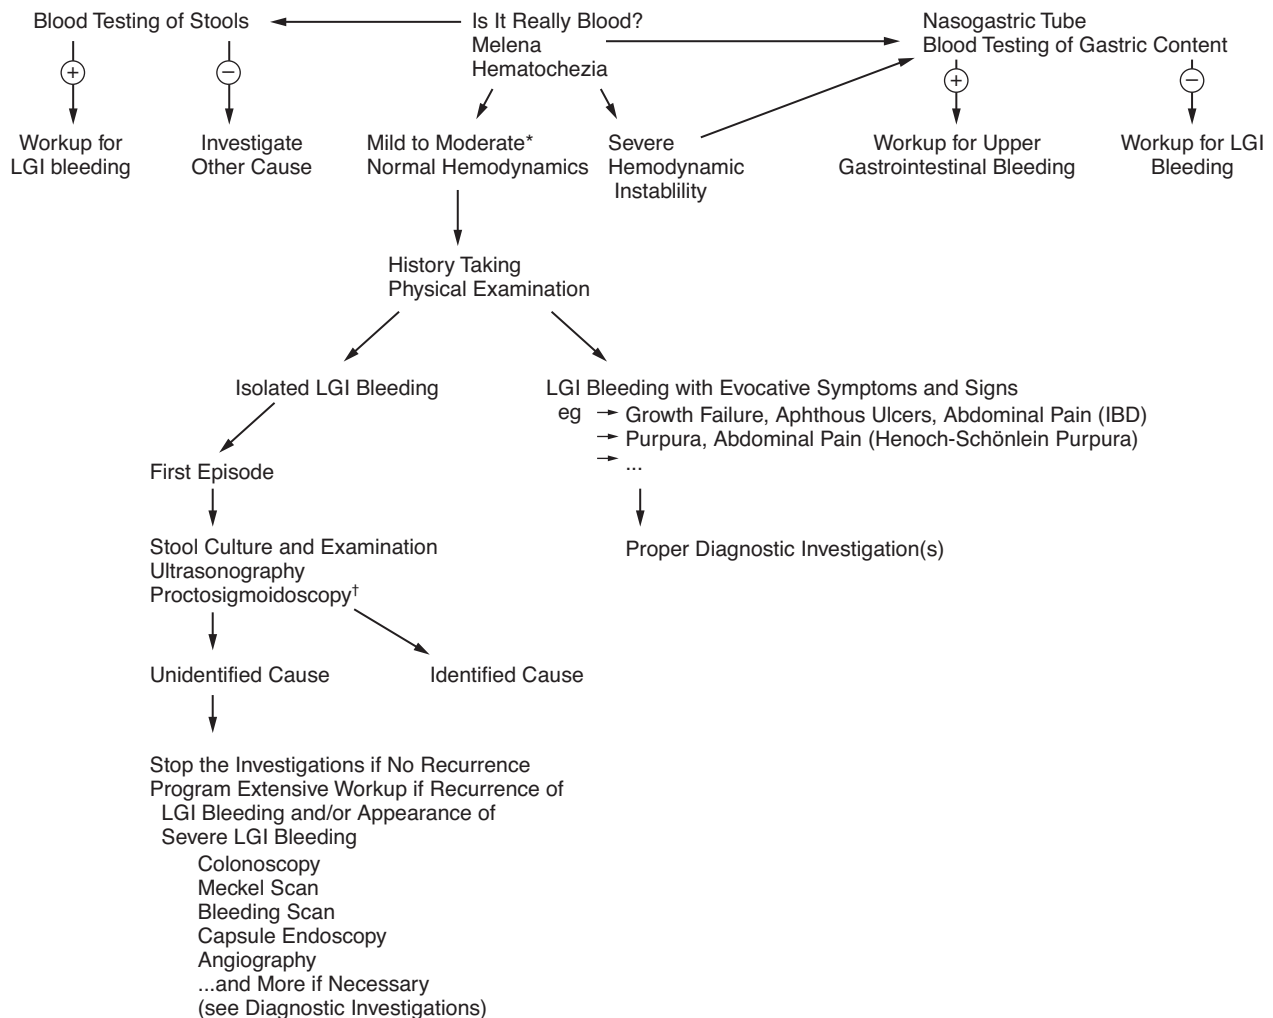 Blood Testing of Stools
Is It Really Blood?
Melena
Hematochezia
Nasogastric Tube
Blood Testing of Gastric Content
+
−
+
−
Workup for
LGI bleeding
Investigate
Other Cause
Mild to Moderate*
Normal Hemodynamics
Severe
Hemodynamic
Instablility
Workup for Upper
Gastrointestinal Bleeding
Workup for LGI
Bleeding
History Taking
Physical Examination
Isolated LGI Bleeding
LGI Bleeding with Evocative Symptoms and Signs
eg → Growth Failure, Aphthous Ulcers, Abdominal Pain (IBD)
→ Purpura, Abdominal Pain (Henoch-Schönlein Purpura)
→ ...
First Episode
Stool Culture and Examination
Ultrasonography
Proctosigmoidoscopy†
Proper Diagnostic Investigation(s)
Unidentified Cause
Identified Cause
Stop the Investigations if No Recurrence
Program Extensive Workup if Recurrence of
LGI Bleeding and/or Appearance of
Severe LGI Bleeding
Colonoscopy
Meckel Scan
Bleeding Scan
Capsule Endoscopy
Angiography
...and More if Necessary
(see Diagnostic Investigations)